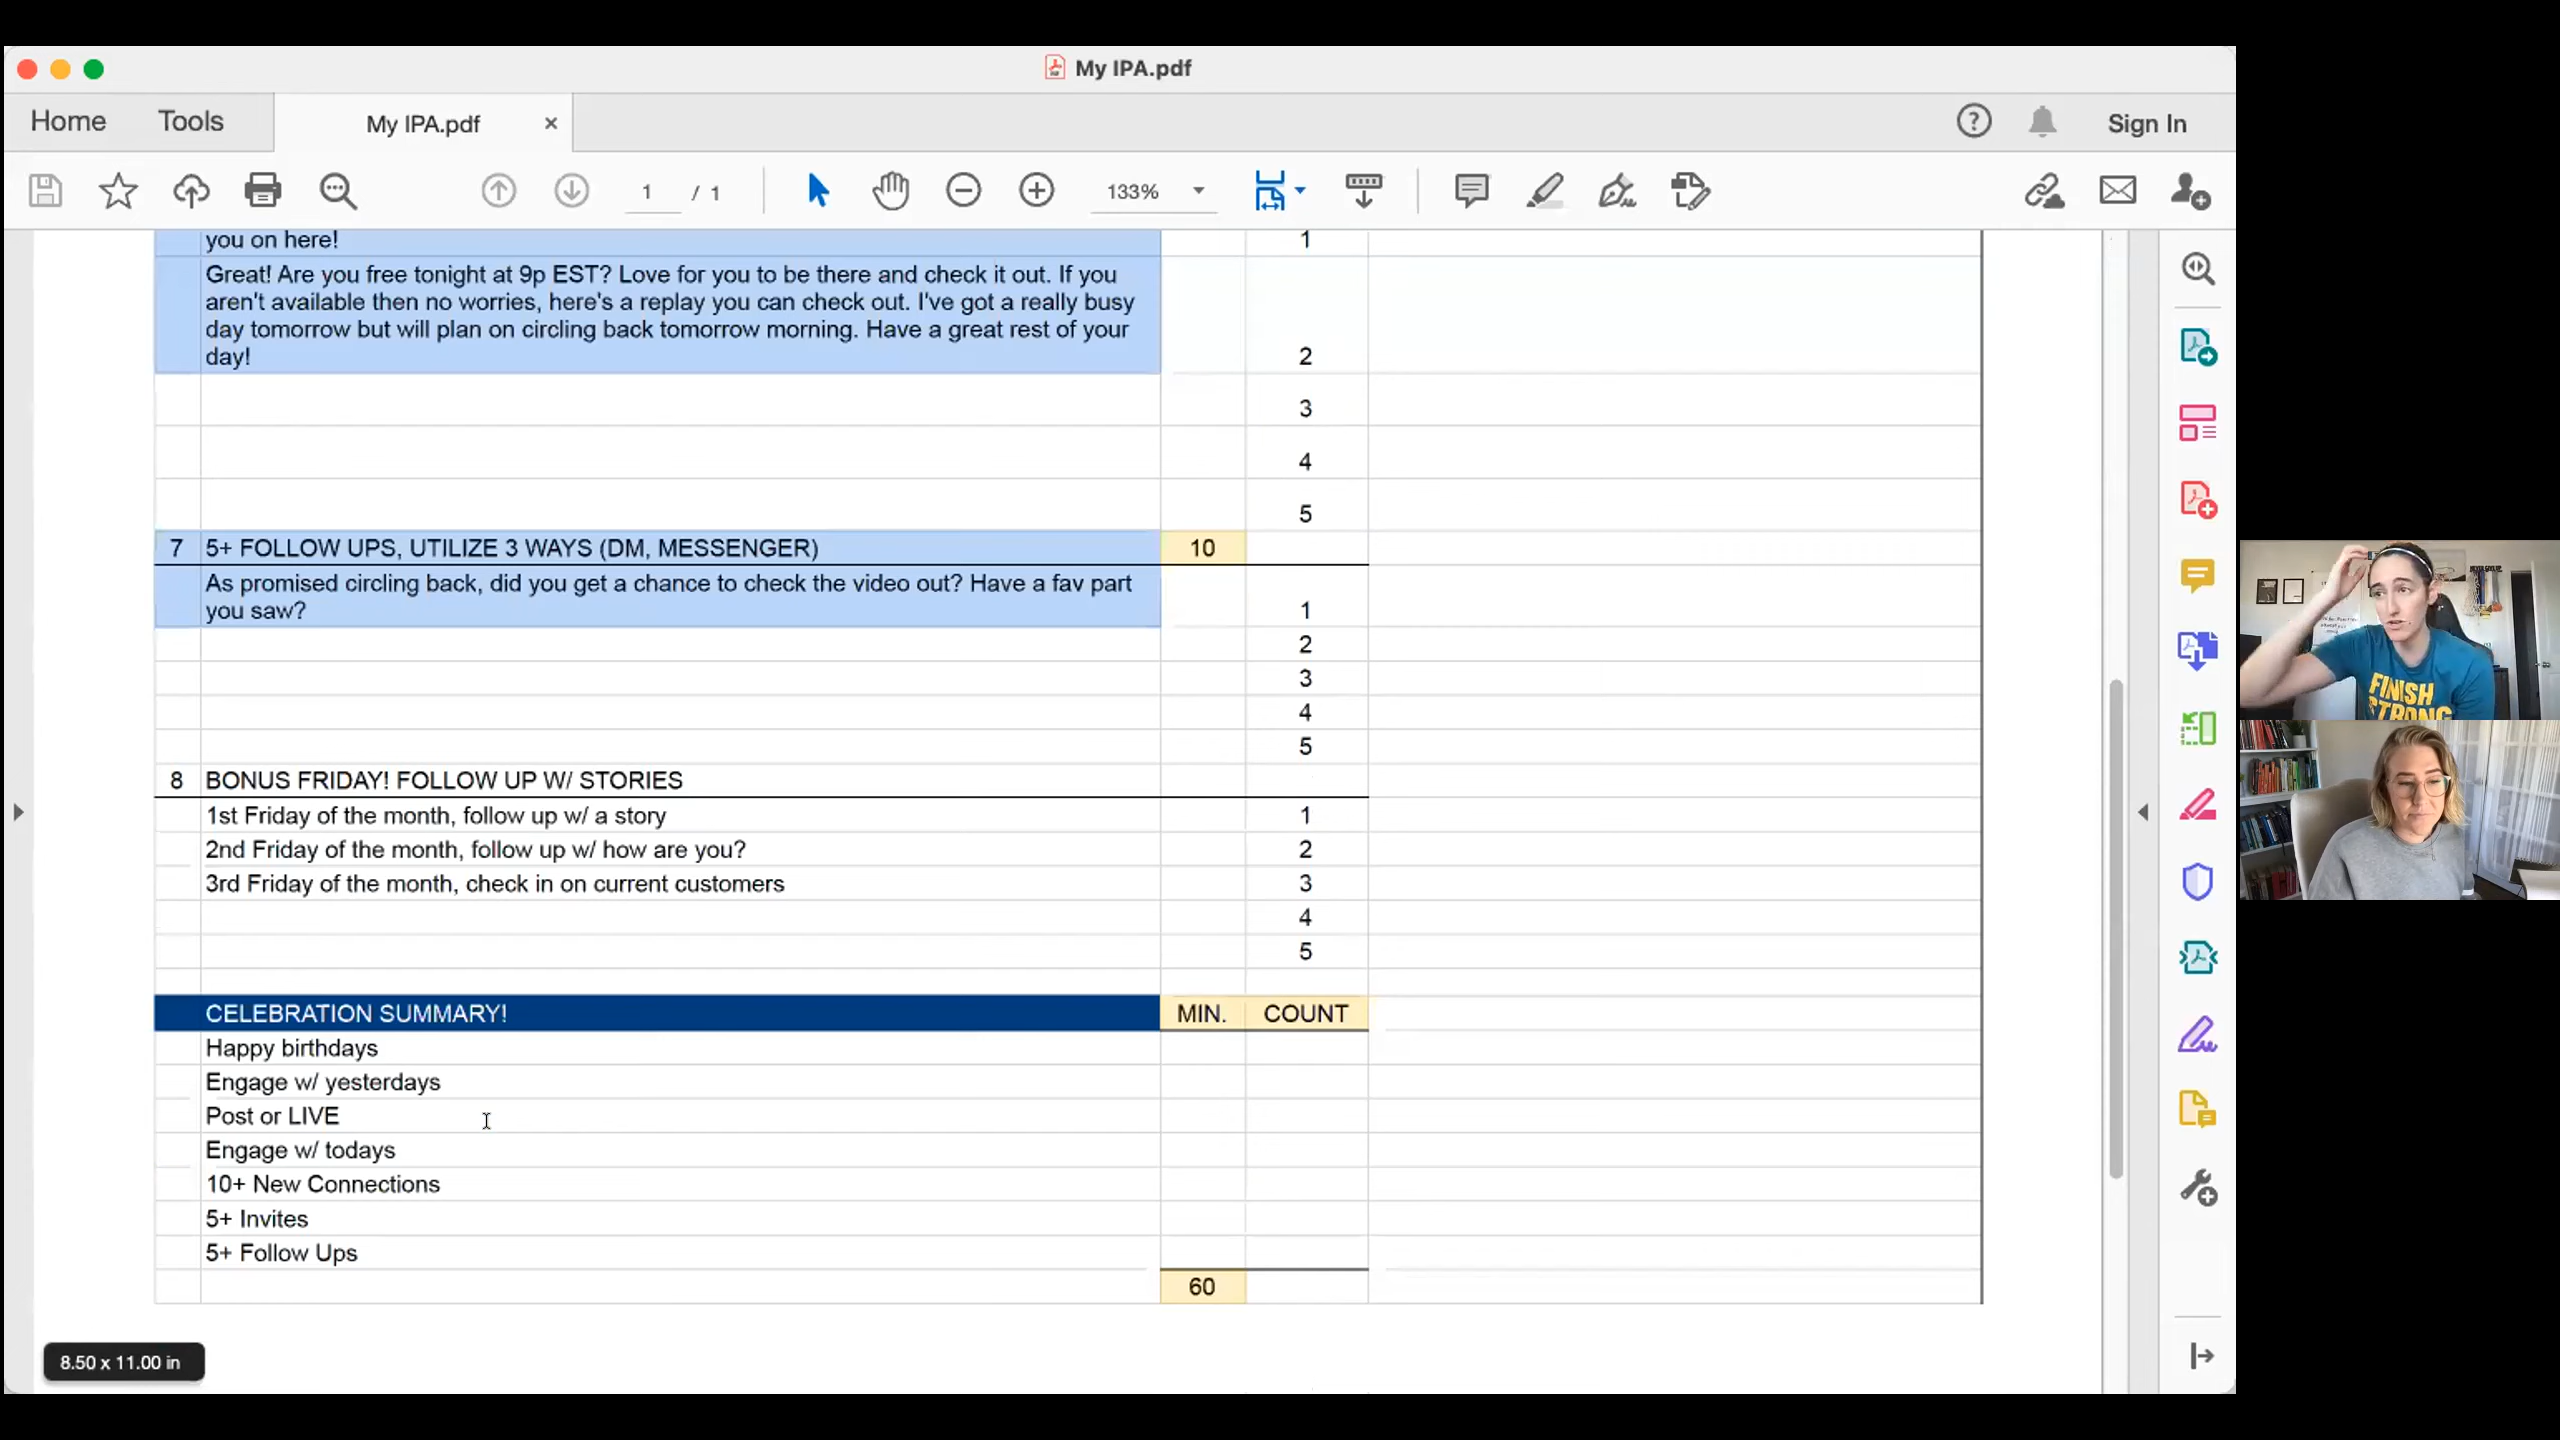 My IPA.pdf
Home Tools My IPA.pdf × Sign In
1 / 1 133%
you on here! 1
Great! Are you free tonight at 9p EST? Love for you to be there and check it out. If you
aren't available then no worries, here's a replay you can check out. I've got a really busy
day tomorrow but will plan on circling back tomorrow morning. Have a great rest of your
day! 2
3
4
5
7 5+ FOLLOW UPS, UTILIZE 3 WAYS (DM, MESSENGER) 10
As promised circling back, did you get a chance to check the video out? Have a fav part
you saw? 1
2
3
4
5
8 BONUS FRIDAY! FOLLOW UP W/ STORIES
1st Friday of the month, follow up w/ a story 1
2nd Friday of the month, follow up w/ how are you? 2
3rd Friday of the month, check in on current customers 3
4
5
CELEBRATION SUMMARY! MIN. COUNT
Happy birthdays
Engage w/ yesterdays
Post or LIVE
Engage w/ todays
10+ New Connections
5+ Invites
5+ Follow Ups
60
8.50 x 11.00 in
FINISH
STRONG